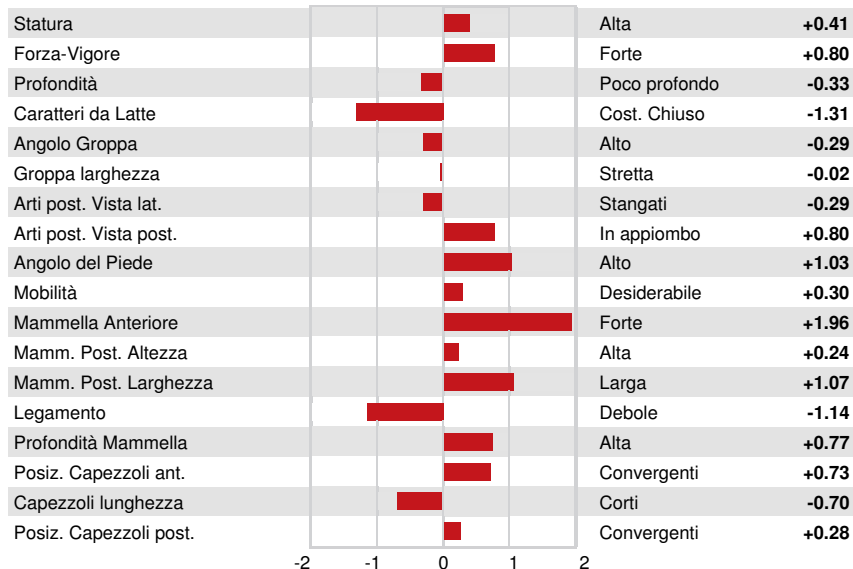 Statura Alta +0.41
Forza-Vigore Forte +0.80
Profondità Poco profondo -0.33
Caratteri da Latte Cost. Chiuso -1.31
Angolo Groppa Alto -0.29
Groppa larghezza Stretta -0.02
Arti post. Vista lat. Stangati -0.29
Arti post. Vista post. In appiombo +0.80
Angolo del Piede Alto +1.03
Mobilità Desiderabile +0.30
Mammella Anteriore Forte +1.96
Mamm. Post. Altezza Alta +0.24
Mamm. Post. Larghezza Larga +1.07
Legamento Debole -1.14
Profondità Mammella Alta +0.77
Posiz. Capezzoli ant. Convergenti +0.73
Capezzoli lunghezza Corti -0.70
Posiz. Capezzoli post. Convergenti +0.28
-2 -1 0 1 2